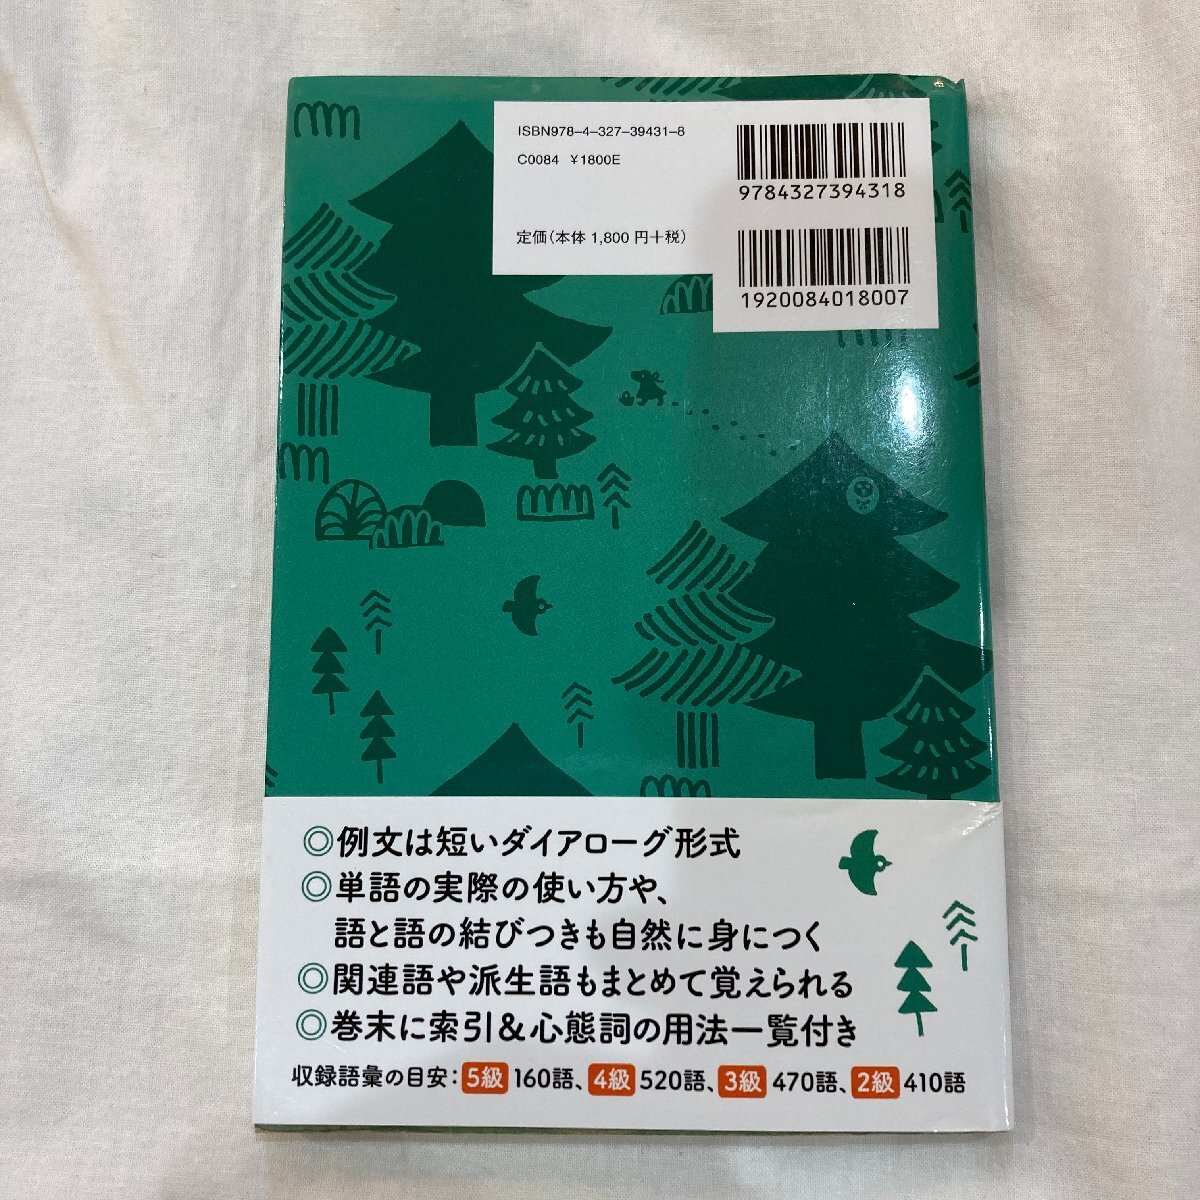 ISBN978-4-327-39431-8
C0084 ¥1800E
定価(本体1,800円+税)
9784327394318
1920084018007
◎例文は短いダイアローグ形式
◎単語の実際の使い方や、
語と語の結びつきも自然に身につく
◎関連語や派生語もまとめて覚えられる
◎巻末に索引&心態詞の用法一覧付き
収録語彙の目安:5級 160語、4級 520語、3級 470語、2級 410語